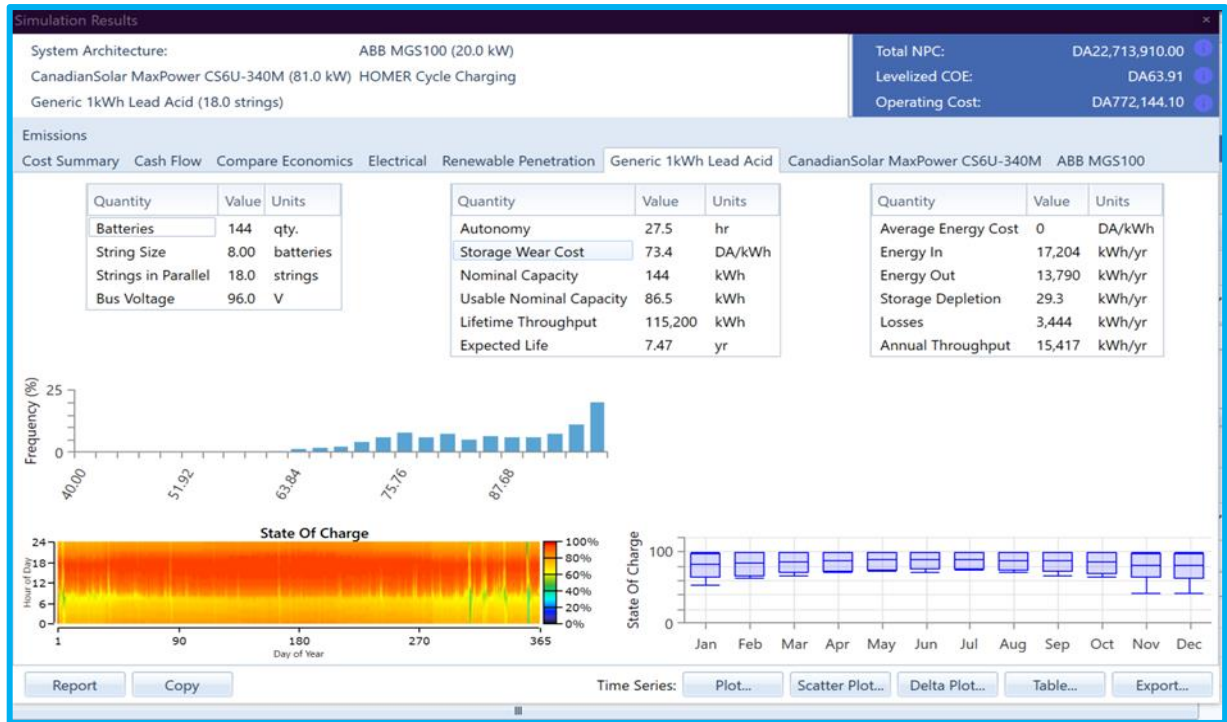 Simulation Results
System Architecture: ABB MGS100 (20.0 kW)
CanadianSolar MaxPower CS6U-340M (81.0 kW) HOMER Cycle Charging
Generic 1kWh Lead Acid (18.0 strings)
Total NPC: DA22,713,910.00
Levelized COE: DA63.91
Operating Cost: DA772,144.10
Emissions
Cost Summary Cash Flow Compare Economics Electrical Renewable Penetration Generic 1kWh Lead Acid CanadianSolar MaxPower CS6U-340M ABB MGS100
Quantity Value Units
Batteries 144 qty.
String Size 8.00 batteries
Strings in Parallel 18.0 strings
Bus Voltage 96.0 V
Quantity Value Units
Autonomy 27.5 hr
Storage Wear Cost 73.4 DA/kWh
Nominal Capacity 144 kWh
Usable Nominal Capacity 86.5 kWh
Lifetime Throughput 115,200 kWh
Expected Life 7.47 yr
Quantity Value Units
Average Energy Cost 0 DA/kWh
Energy In 17,204 kWh/yr
Energy Out 13,790 kWh/yr
Storage Depletion 29.3 kWh/yr
Losses 3,444 kWh/yr
Annual Throughput 15,417 kWh/yr
Frequency (%)
25
0
40.00 51.92 63.84 75.76 87.68
State Of Charge
Hour of Day
24
18
12
6
0
1 90 180 270 365
Day of Year
100%
80%
60%
40%
20%
0%
State Of Charge
100
0
Jan Feb Mar Apr May Jun Jul Aug Sep Oct Nov Dec
Report Copy Time Series: Plot... Scatter Plot... Delta Plot... Table... Export...